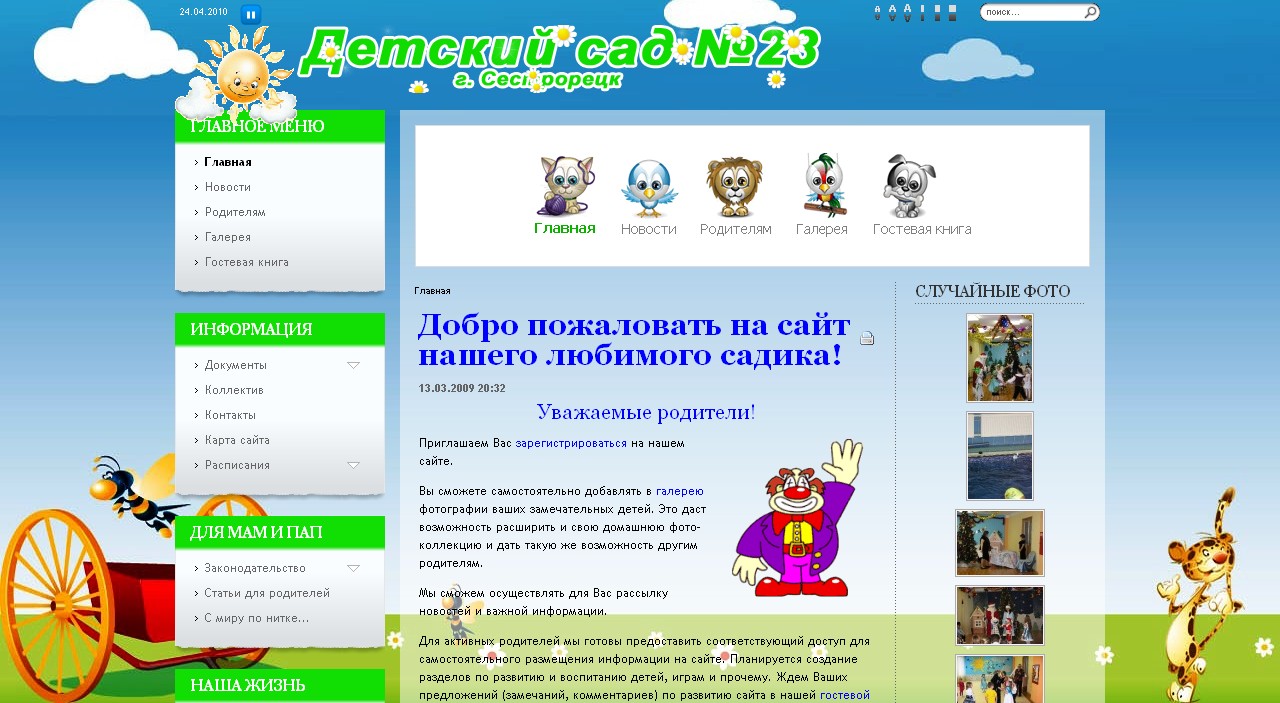 24.04.2010
поиск...
Детский сад №23
г. Сестрорецк
ГЛАВНОЕ МЕНЮ
Главная
Новости
Родителям
Галерея
Гостевая книга
ИНФОРМАЦИЯ
Документы
Коллектив
Контакты
Карта сайта
Расписания
ДЛЯ МАМ И ПАП
Законодательство
Статьи для родителей
С миру по нитке...
НАША ЖИЗНЬ
Главная
Новости
Родителям
Галерея
Гостевая книга
Главная
Добро пожаловать на сайт
нашего любимого садика!
13.03.2009 20:32
Уважаемые родители!
Приглашаем Вас зарегистрироваться на нашем
сайте.
Вы сможете самостоятельно добавлять в галерею
фотографии ваших замечательных детей. Это даст
возможность расширить и свою домашнюю фото-
коллекцию и дать такую же возможность другим
родителям.
Мы сможем осуществлять для Вас рассылку
новостей и важной информации.
Для активных родителей мы готовы предоставить соответствующий доступ для
самостоятельного размещения информации на сайте. Планируется создание
разделов по развитию и воспитанию детей, играм и прочему. Ждем Ваших
предложений (замечаний, комментариев) по развитию сайта в нашей гостевой
СЛУЧАЙНЫЕ ФОТО